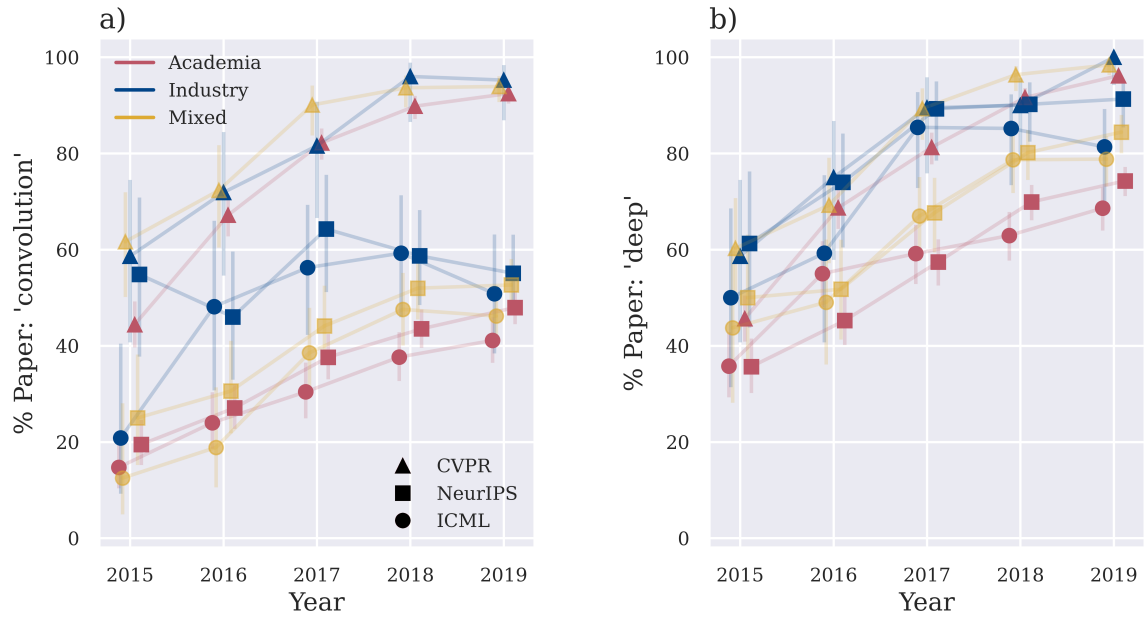 a)
% Paper: 'convolution'
100
80
60
40
20
0
Academia
Industry
Mixed
CVPR
NeurIPS
ICML
2015 2016 2017 2018 2019
Year
b)
% Paper: 'deep'
100
80
60
40
20
0
2015 2016 2017 2018 2019
Year